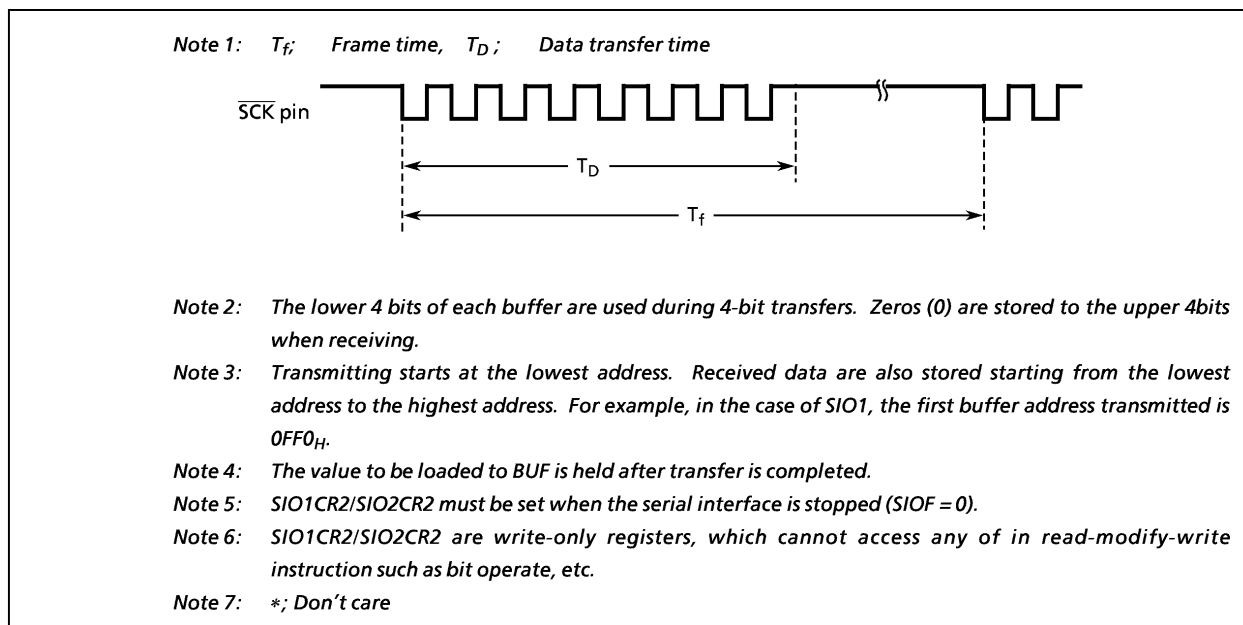 Note 1: Tf; Frame time, TD ; Data transfer time
SCK pin
TD
Tf
Note 2: The lower 4 bits of each buffer are used during 4-bit transfers. Zeros (0) are stored to the upper 4bits
when receiving.
Note 3: Transmitting starts at the lowest address. Received data are also stored starting from the lowest
address to the highest address. For example, in the case of SIO1, the first buffer address transmitted is
0FF0H.
Note 4: The value to be loaded to BUF is held after transfer is completed.
Note 5: SIO1CR2/SIO2CR2 must be set when the serial interface is stopped (SIOF = 0).
Note 6: SIO1CR2/SIO2CR2 are write-only registers, which cannot access any of in read-modify-write
instruction such as bit operate, etc.
Note 7: *; Don't care